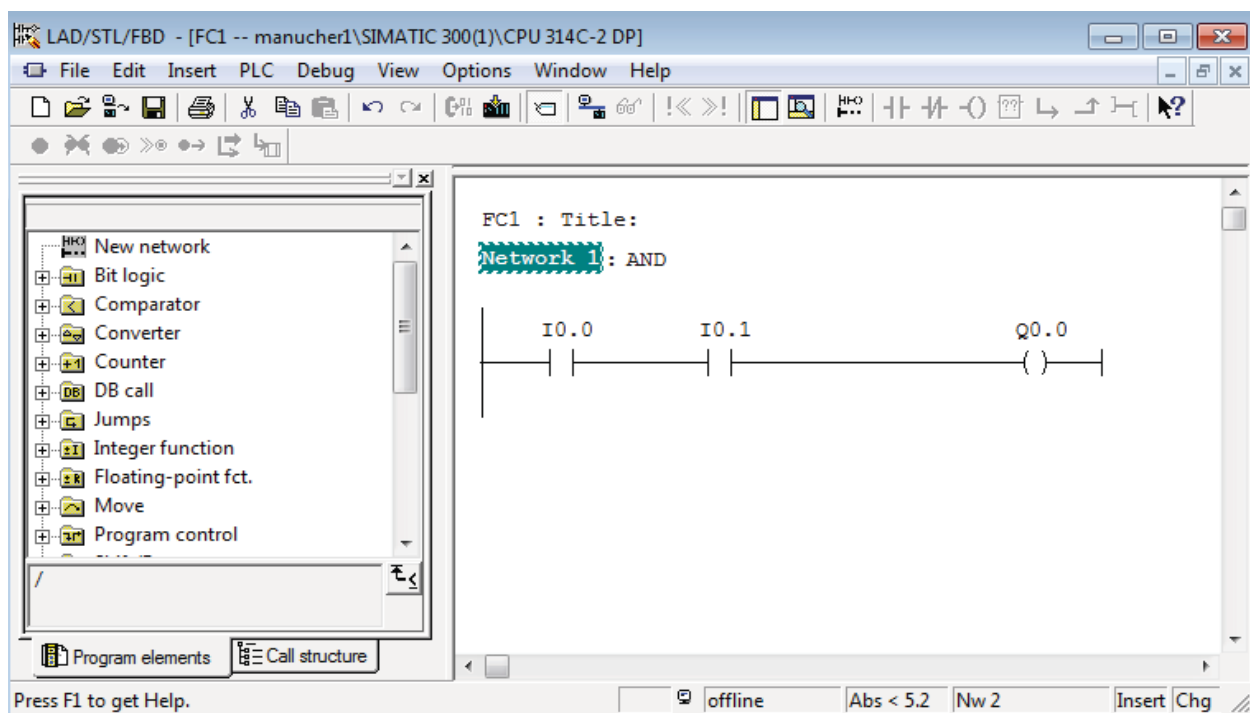 LAD/STL/FBD - [FC1 -- manucher1\SIMATIC 300(1)\CPU 314C-2 DP]
File Edit Insert PLC Debug View Options Window Help
New network
Bit logic
Comparator
Converter
Counter
DB call
Jumps
Integer function
Floating-point fct.
Move
Program control
/
Program elements
Call structure
FC1 : Title:
Network 1 : AND
I0.0 I0.1 Q0.0
Press F1 to get Help.
offline
Abs < 5.2
Nw 2
Insert
Chg